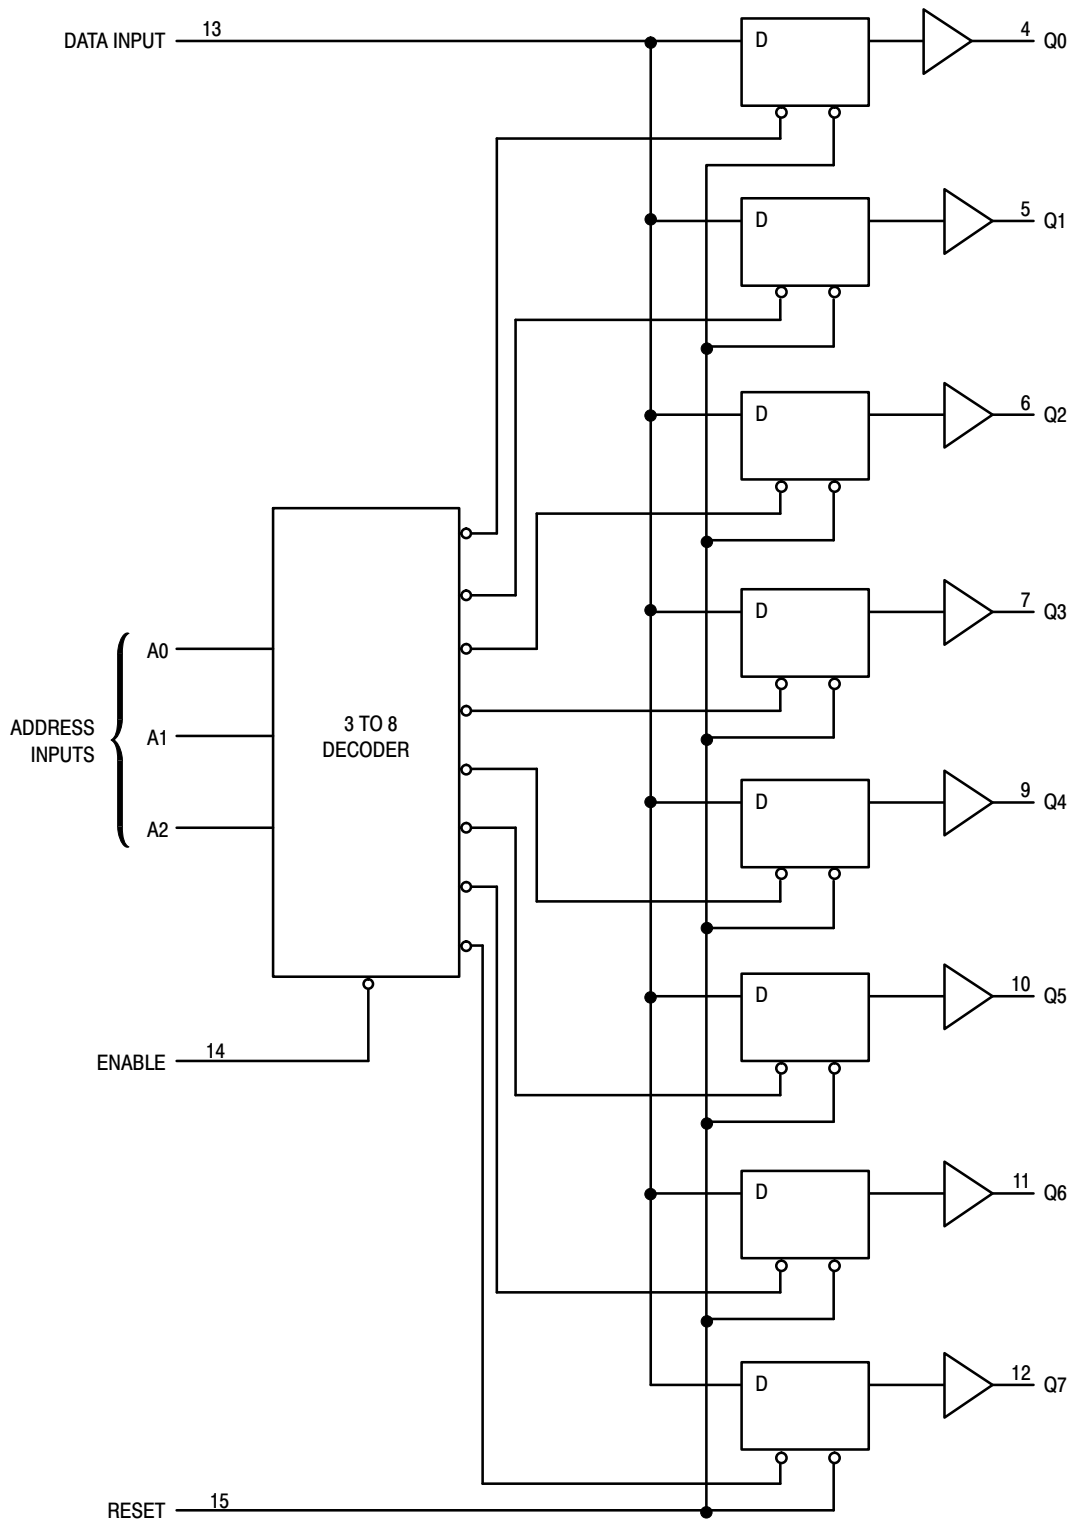 DATA INPUT 13
D
4 Q0
D
5 Q1
D
6 Q2
D
7 Q3
A0
ADDRESS
INPUTS
A1
A2
3 TO 8
DECODER
D
9 Q4
D
10 Q5
ENABLE 14
D
11 Q6
D
12 Q7
RESET 15